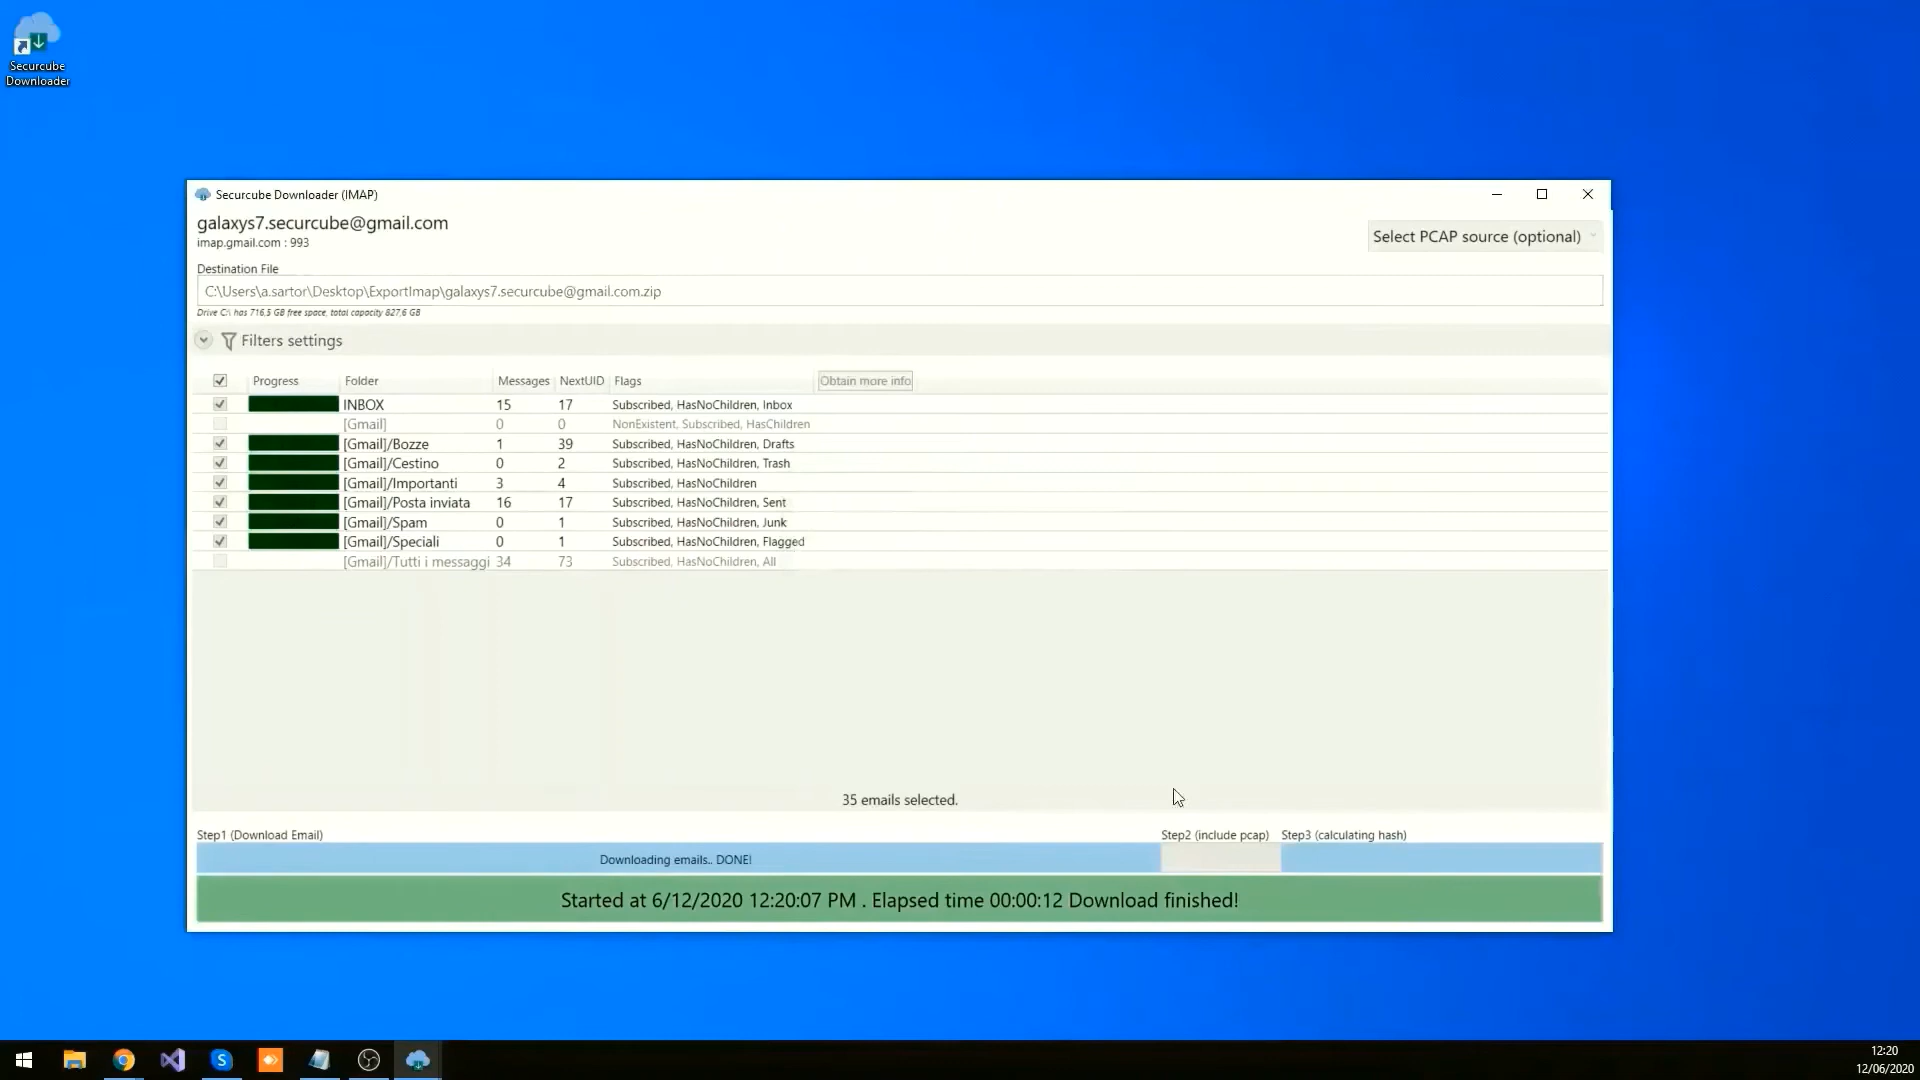 Securcube
Downloader
Securcube Downloader (IMAP)
galaxys7.securcube@gmail.com
imap.gmail.com : 993
Select PCAP source (optional)
Destination File
C:\Users\a.sartor\Desktop\ExportImap\galaxys7.securcube@gmail.com.zip
Drive C:\ has 716,5 GB free space, total capacity 827,6 GB
Filters settings
Progress Folder Messages NextUID Flags Obtain more info
INBOX 15 17 Subscribed, HasNoChildren, Inbox
[Gmail] 0 0 NonExistent, Subscribed, HasChildren
[Gmail]/Bozze 1 39 Subscribed, HasNoChildren, Drafts
[Gmail]/Cestino 0 2 Subscribed, HasNoChildren, Trash
[Gmail]/Importanti 3 4 Subscribed, HasNoChildren
[Gmail]/Posta inviata 16 17 Subscribed, HasNoChildren, Sent
[Gmail]/Spam 0 1 Subscribed, HasNoChildren, Junk
[Gmail]/Speciali 0 1 Subscribed, HasNoChildren, Flagged
[Gmail]/Tutti i messaggi 34 73 Subscribed, HasNoChildren, All
35 emails selected.
Step1 (Download Email) Step2 (include pcap) Step3 (calculating hash)
Downloading emails.. DONE!
Started at 6/12/2020 12:20:07 PM . Elapsed time 00:00:12 Download finished!
12:20
12/06/2020